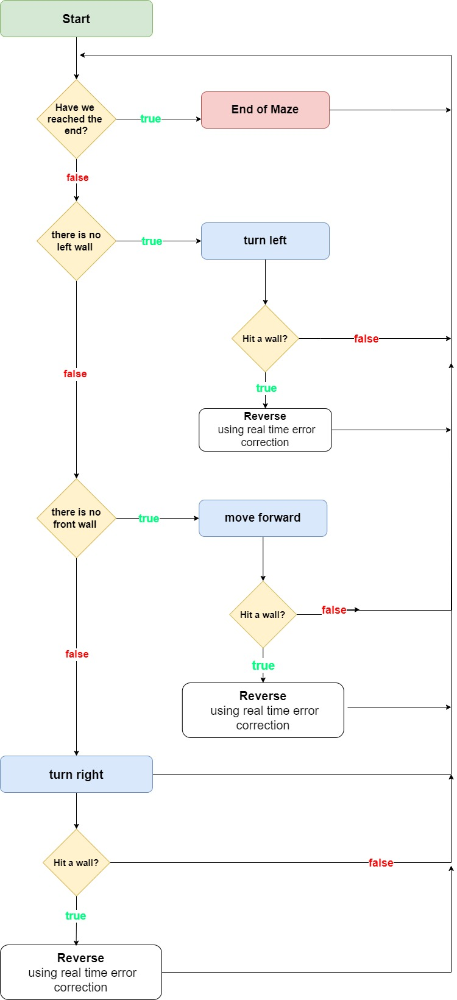 Start
Have we
reached the
end?
true
End of Maze
false
there is no
left wall
true
turn left
Hit a wall?
false
true
false
Reverse
using real time error
correction
there is no
front wall
true
move forward
Hit a wall?
false
false
true
Reverse
using real time error
correction
turn right
Hit a wall?
false
true
Reverse
using real time error
correction